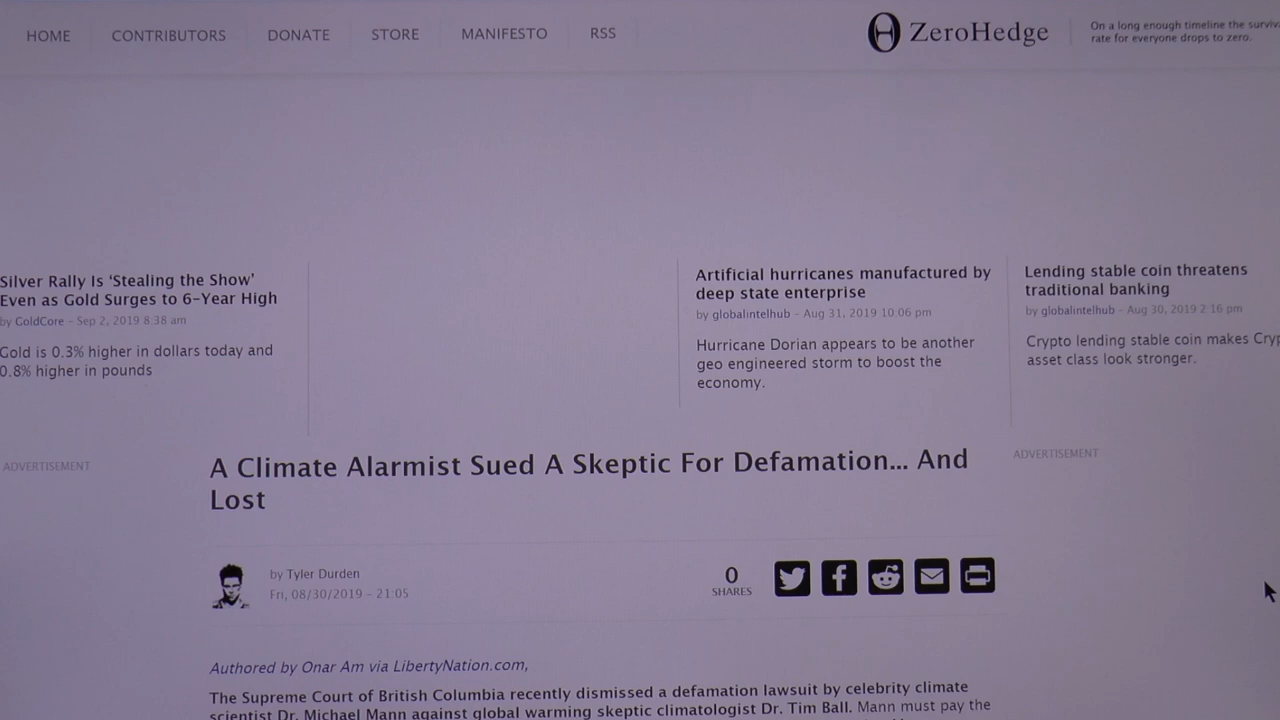 HOME CONTRIBUTORS DONATE STORE MANIFESTO RSS
ZeroHedge
On a long enough timeline the surviv
rate for everyone drops to zero.
Silver Rally Is ‘Stealing the Show’
Even as Gold Surges to 6-Year High
by GoldCore - Sep 2, 2019 8:38 am
Gold is 0.3% higher in dollars today and
0.8% higher in pounds
Artificial hurricanes manufactured by
deep state enterprise
by globalintelhub - Aug 31, 2019 10:06 pm
Hurricane Dorian appears to be another
geo engineered storm to boost the
economy.
Lending stable coin threatens
traditional banking
by globalintelhub - Aug 30, 2019 2:16 pm
Crypto lending stable coin makes Cryp
asset class look stronger.
ADVERTISEMENT
A Climate Alarmist Sued A Skeptic For Defamation... And
Lost
ADVERTISEMENT
by Tyler Durden
Fri, 08/30/2019 - 21:05
0
SHARES
Authored by Onar Am via LibertyNation.com,
The Supreme Court of British Columbia recently dismissed a defamation lawsuit by celebrity climate
scientist Dr. Michael Mann against global warming skeptic climatologist Dr. Tim Ball. Mann must pay the